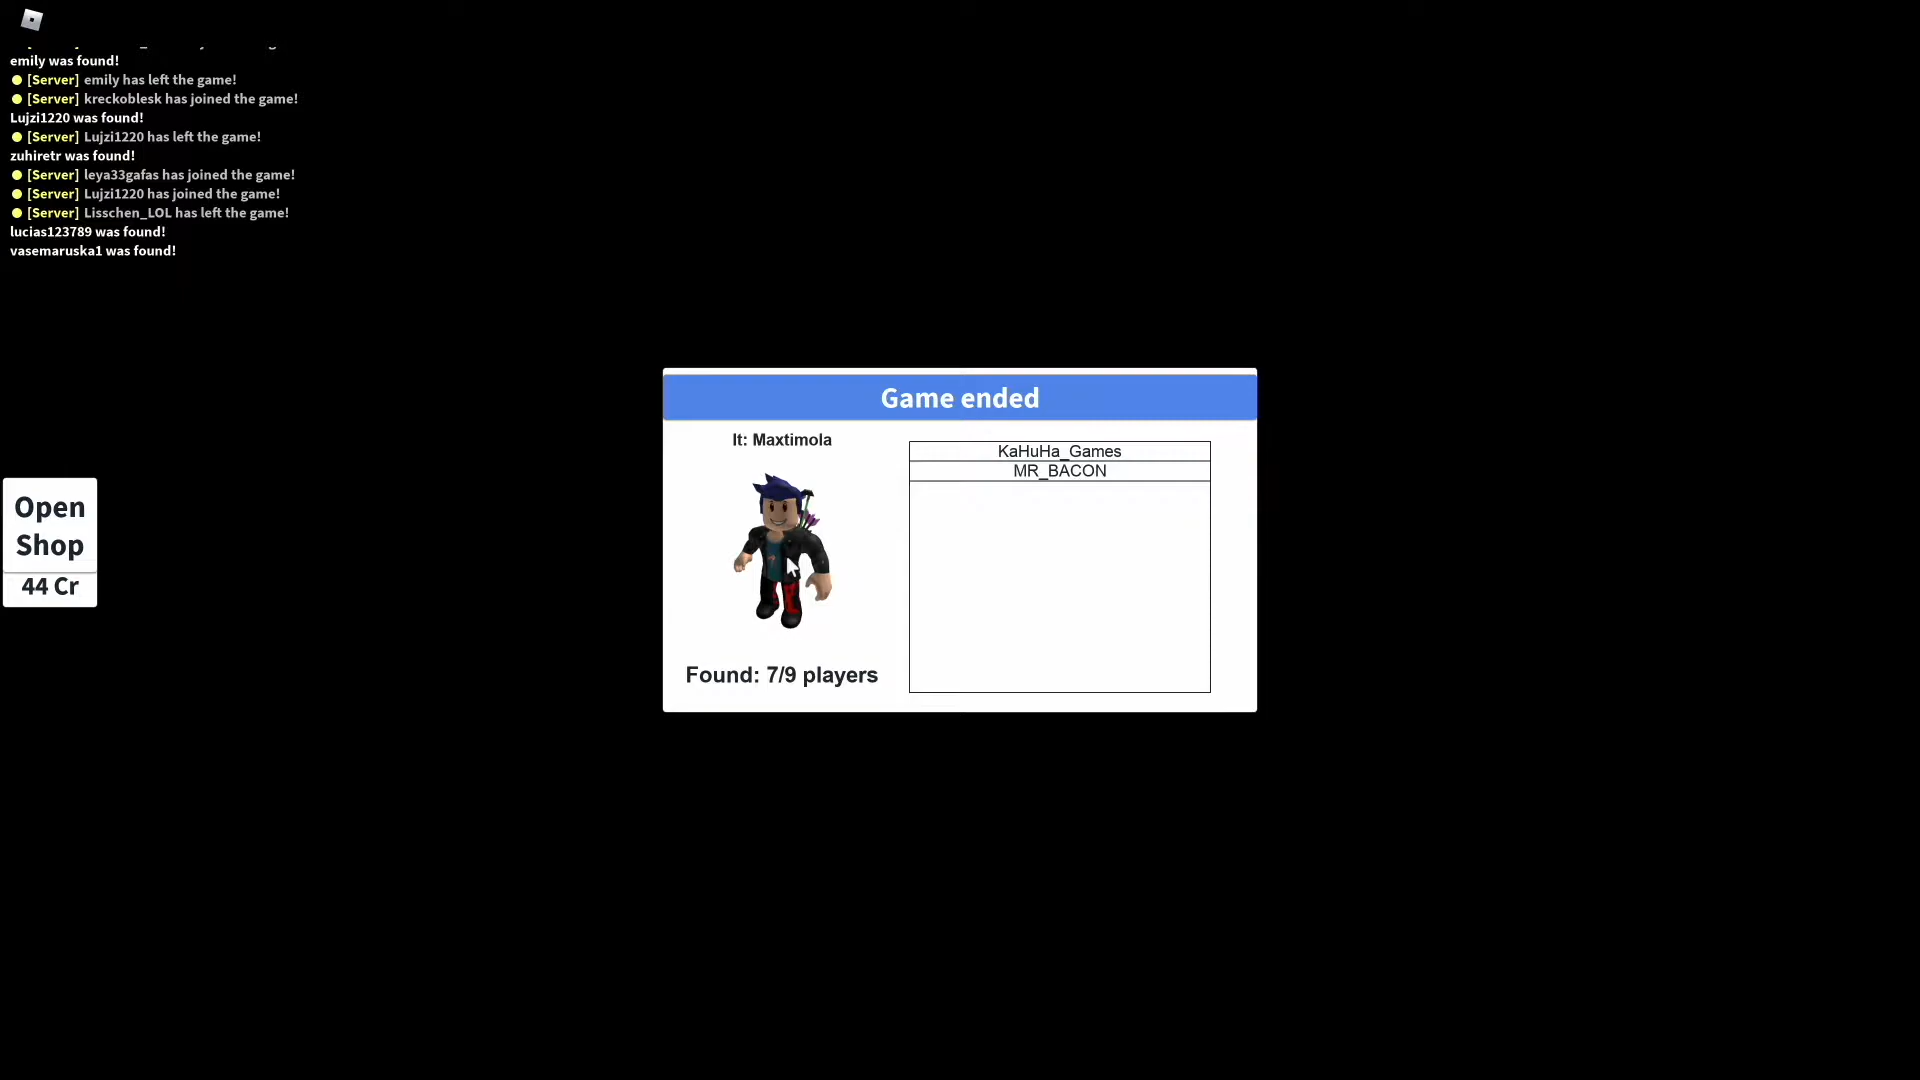 emily was found!
[Server] emily has left the game!
[Server] kreckoblesk has joined the game!
Lujzi1220 was found!
[Server] Lujzi1220 has left the game!
zuhiretr was found!
[Server] leya33gafas has joined the game!
[Server] Lujzi1220 has joined the game!
[Server] Lisschen_LOL has left the game!
lucias123789 was found!
vasemaruska1 was found!
Game ended
It: Maxtimola
KaHuHa_Games
MR_BACON
Open
Shop
44 Cr
Found: 7/9 players